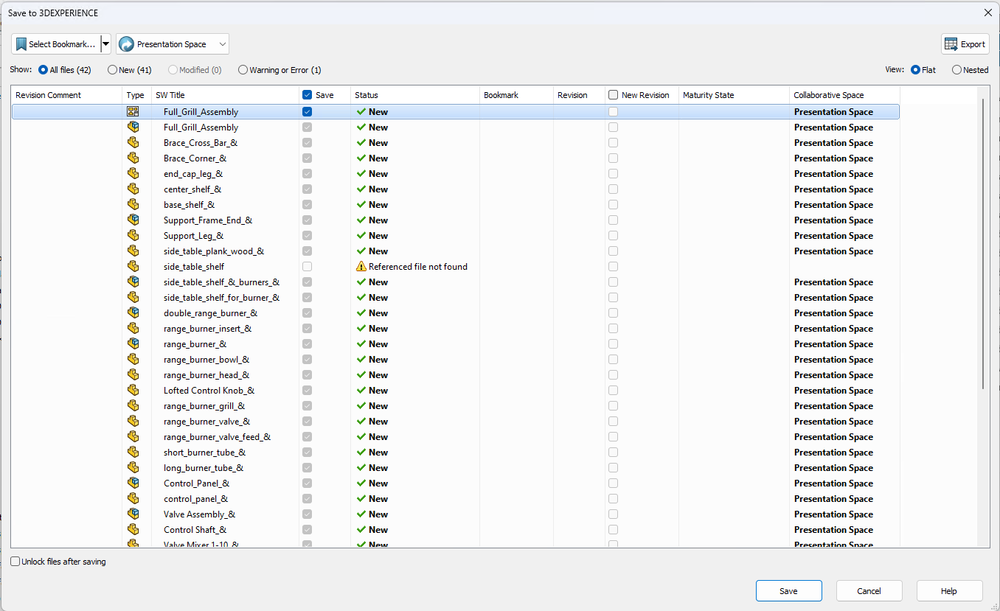 Save to 3DEXPERIENCE
Select Bookmark... Presentation Space Export
Show: All files (42) New (41) Modified (0) Warning or Error (1) View: Flat Nested
Revision Comment Type SW Title Save Status Bookmark Revision New Revision Maturity State Collaborative Space
Full_Grill_Assembly New Presentation Space
Full_Grill_Assembly New Presentation Space
Brace_Cross_Bar_& New Presentation Space
Brace_Corner_& New Presentation Space
end_cap_leg_& New Presentation Space
center_shelf_& New Presentation Space
base_shelf_& New Presentation Space
Support_Frame_End_& New Presentation Space
Support_Leg_& New Presentation Space
side_table_plank_wood_& New Presentation Space
side_table_shelf Referenced file not found
side_table_shelf_&_burners_& New Presentation Space
side_table_shelf_for_burner_& New Presentation Space
double_range_burner_& New Presentation Space
range_burner_insert_& New Presentation Space
range_burner_& New Presentation Space
range_burner_bowl_& New Presentation Space
range_burner_head_& New Presentation Space
Lofted Control Knob_& New Presentation Space
range_burner_grill_& New Presentation Space
range_burner_valve_& New Presentation Space
range_burner_valve_feed_& New Presentation Space
short_burner_tube_& New Presentation Space
long_burner_tube_& New Presentation Space
Control_Panel_& New Presentation Space
control_panel_& New Presentation Space
Valve Assembly_& New Presentation Space
Control Shaft_& New Presentation Space
Valve Mixer 1-10_& New Presentation Space
Unlock files after saving
Save Cancel Help